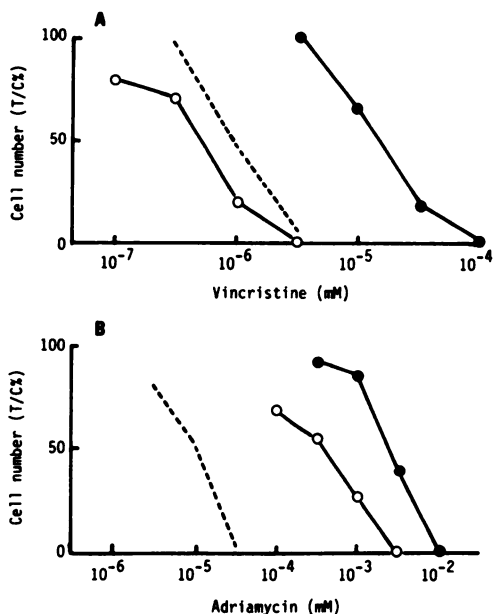 A
Cell number (T/C%)
100
50
0
10⁻⁷ 10⁻⁶ 10⁻⁵ 10⁻⁴
Vincristine (mM)
B
Cell number (T/C%)
100
50
0
10⁻⁶ 10⁻⁵ 10⁻⁴ 10⁻³ 10⁻²
Adriamycin (mM)